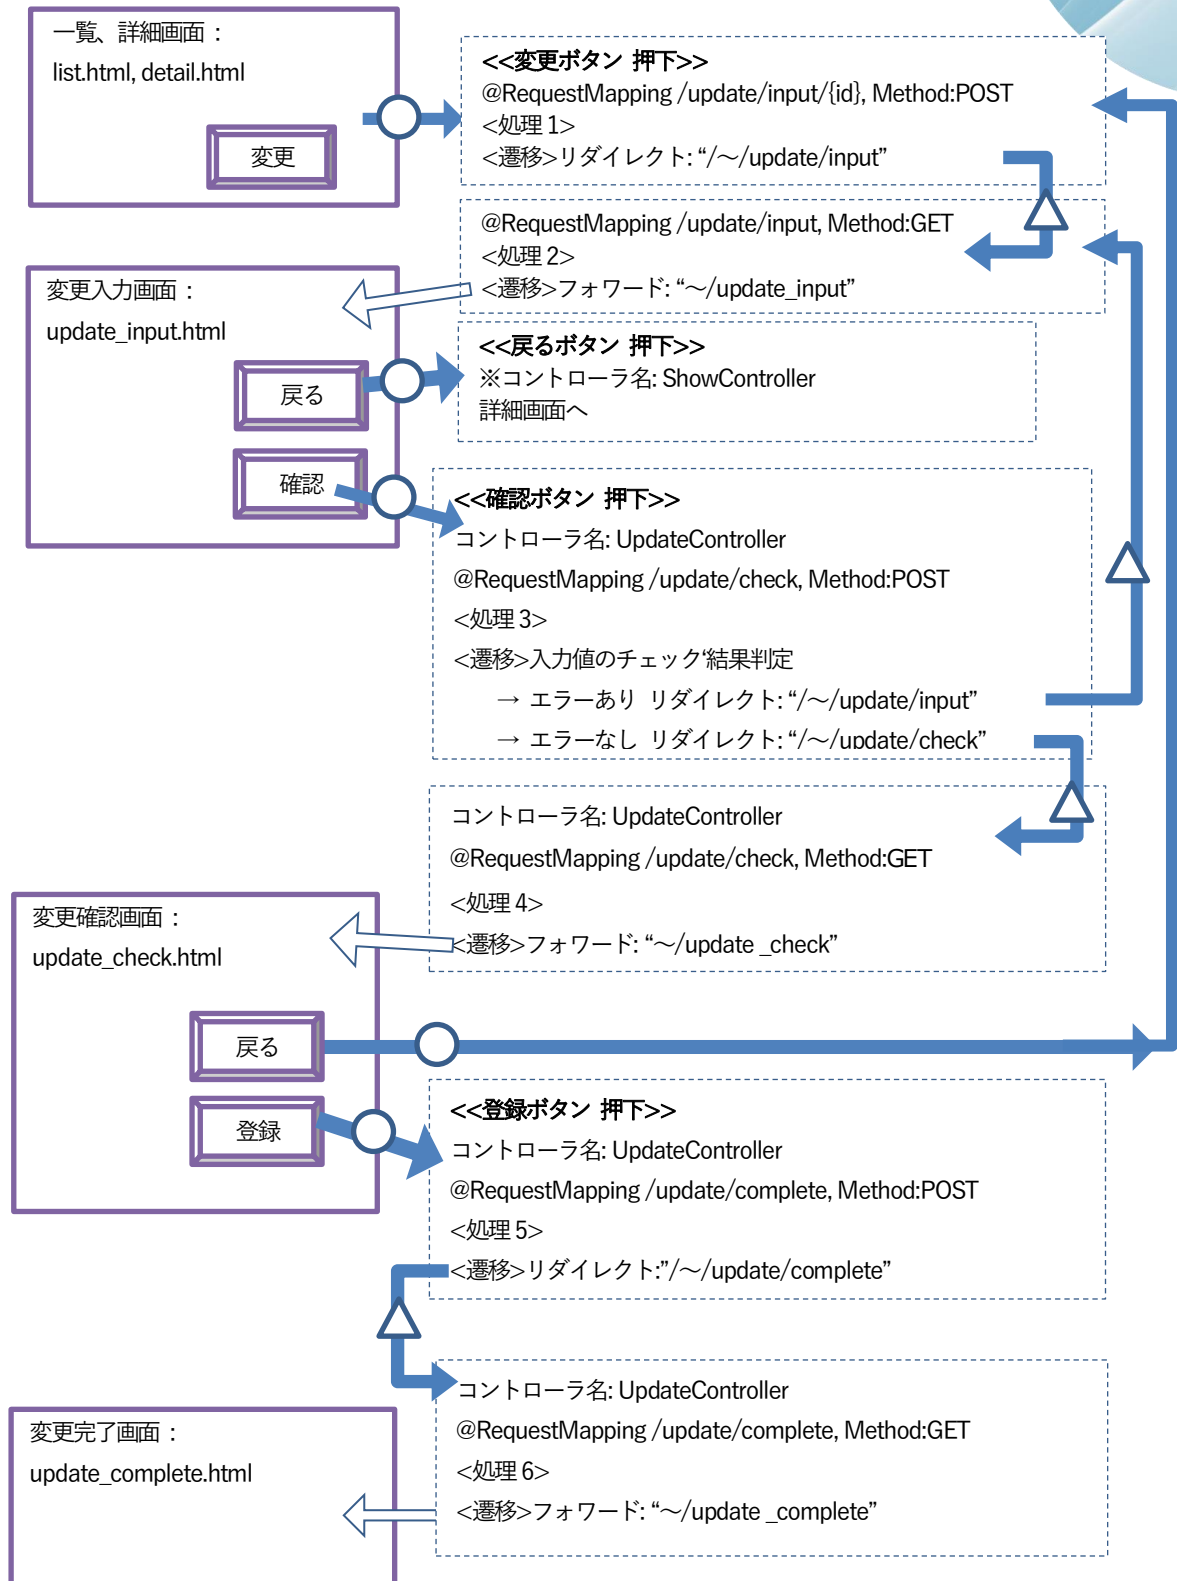 一覧、詳細画面：
list.html, detail.html
変更
<<変更ボタン 押下>>
@RequestMapping /update/input/{id}, Method:POST
<処理 1>
<遷移>リダイレクト: “/～/update/input”
@RequestMapping /update/input, Method:GET
<処理 2>
<遷移>フォワード: “～/update_input”
変更入力画面：
update_input.html
戻る
確認
<<戻るボタン 押下>>
※コントローラ名: ShowController
詳細画面へ
<<確認ボタン 押下>>
コントローラ名: UpdateController
@RequestMapping /update/check, Method:POST
<処理 3>
<遷移>入力値のチェック‘結果判定
→ エラーあり リダイレクト: “/～/update/input”
→ エラーなし リダイレクト: “/～/update/check”
コントローラ名: UpdateController
@RequestMapping /update/check, Method:GET
<処理 4>
<遷移>フォワード: “～/update _check”
変更確認画面：
update_check.html
戻る
登録
<<登録ボタン 押下>>
コントローラ名: UpdateController
@RequestMapping /update/complete, Method:POST
<処理 5>
<遷移>リダイレクト:”/～/update/complete”
コントローラ名: UpdateController
@RequestMapping /update/complete, Method:GET
<処理 6>
<遷移>フォワード: “～/update _complete”
変更完了画面：
update_complete.html